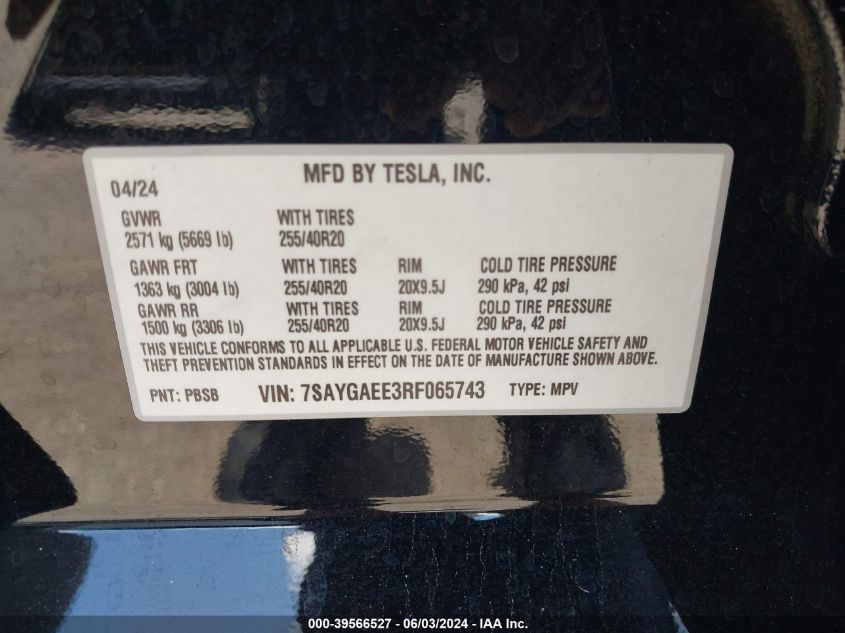 MFD BY TESLA, INC.
04/24
GVWR WITH TIRES
2571 kg (5669 lb) 255/40R20
GAWR FRT WITH TIRES RIM COLD TIRE PRESSURE
1363 kg (3004 lb) 255/40R20 20X9.5J 290 kPa, 42 psi
GAWR RR WITH TIRES RIM COLD TIRE PRESSURE
1500 kg (3306 lb) 255/40R20 20X9.5J 290 kPa, 42 psi
THIS VEHICLE CONFORMS TO ALL APPLICABLE U.S. FEDERAL MOTOR VEHICLE SAFETY AND
THEFT PREVENTION STANDARDS IN EFFECT ON THE DATE OF MANUFACTURE SHOWN ABOVE.
PNT: PBSB VIN: 7SAYGAEE3RF065743 TYPE: MPV
000-39566527 - 06/03/2024 - IAA Inc.